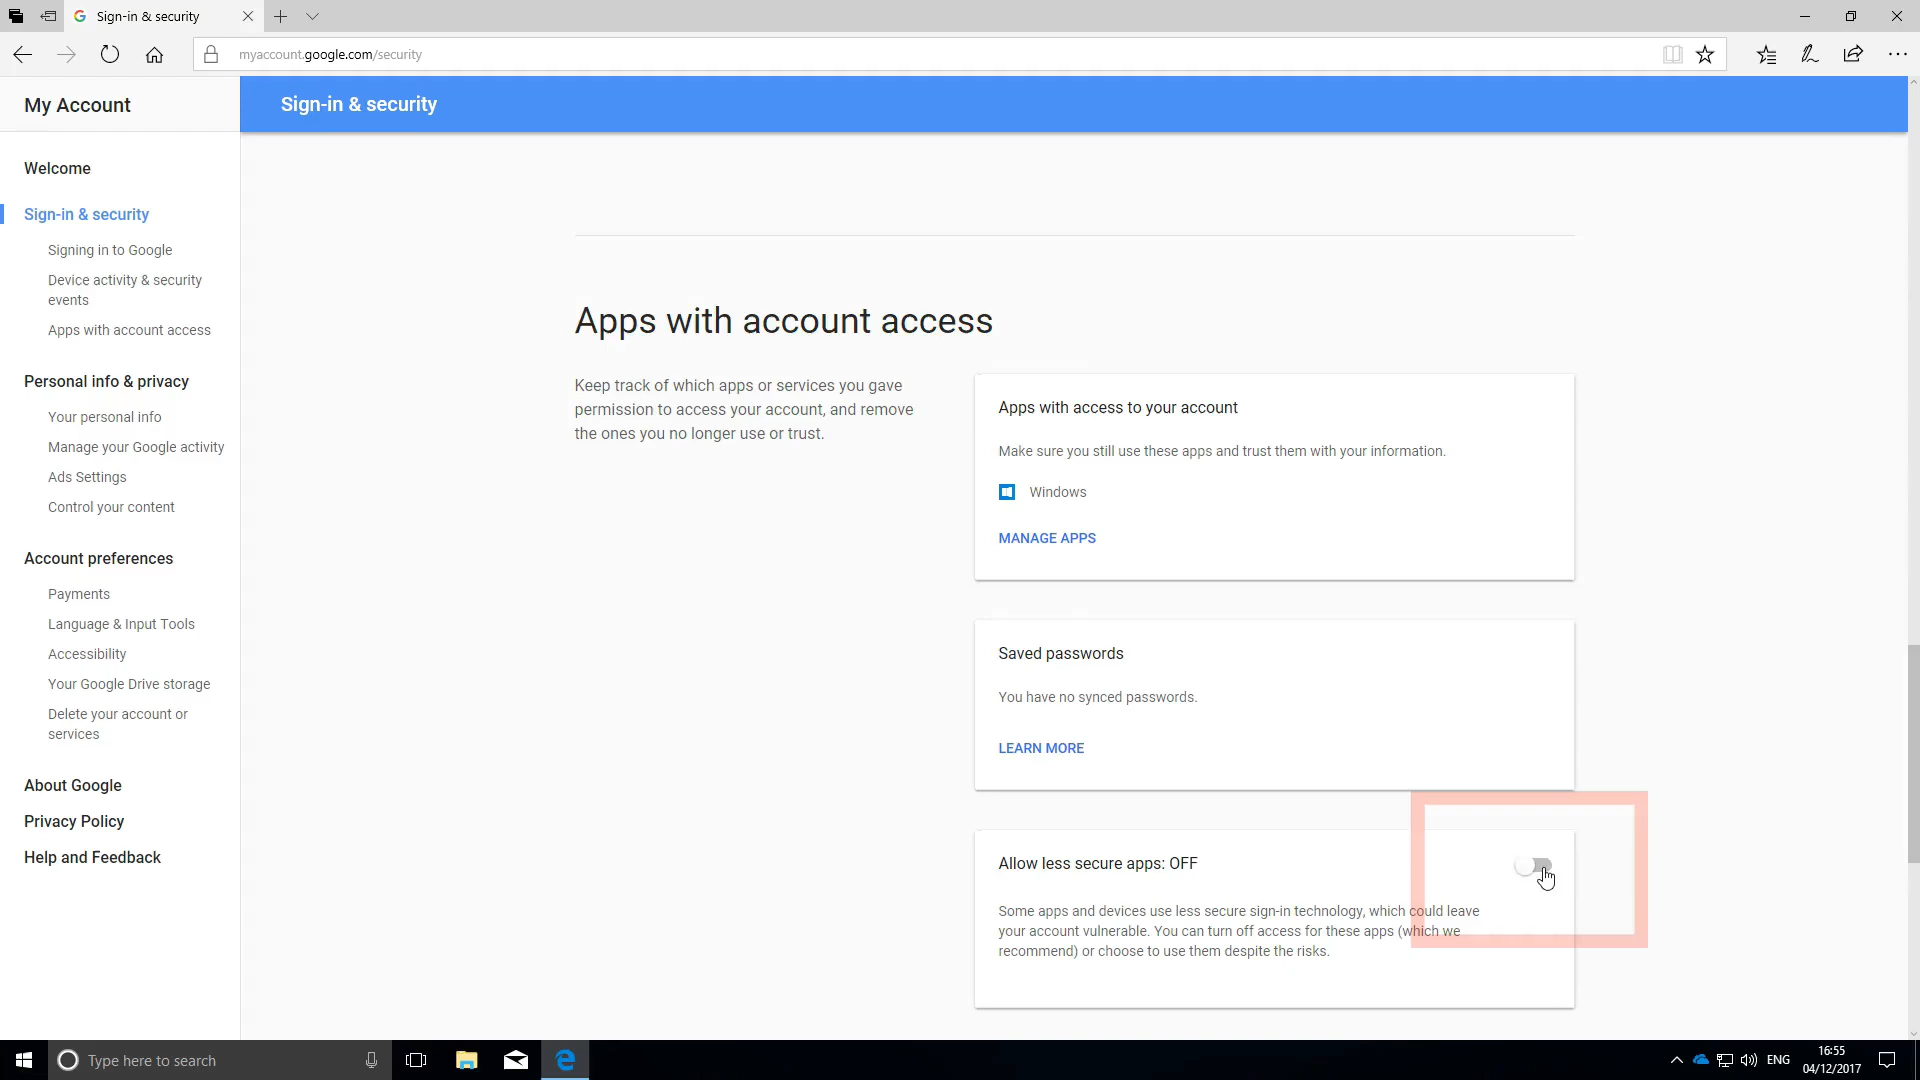 Sign-in & security
myaccount.google.com/security
My Account
Sign-in & security
Welcome
Sign-in & security
Signing in to Google
Device activity & security
events
Apps with account access
Personal info & privacy
Your personal info
Manage your Google activity
Ads Settings
Control your content
Account preferences
Payments
Language & Input Tools
Accessibility
Your Google Drive storage
Delete your account or
services
About Google
Privacy Policy
Help and Feedback
Apps with account access
Keep track of which apps or services you gave
permission to access your account, and remove
the ones you no longer use or trust.
Apps with access to your account
Make sure you still use these apps and trust them with your information.
Windows
MANAGE APPS
Saved passwords
You have no synced passwords.
LEARN MORE
Allow less secure apps: OFF
Some apps and devices use less secure sign-in technology, which could leave
your account vulnerable. You can turn off access for these apps (which we
recommend) or choose to use them despite the risks.
Type here to search
ENG
16:55
04/12/2017